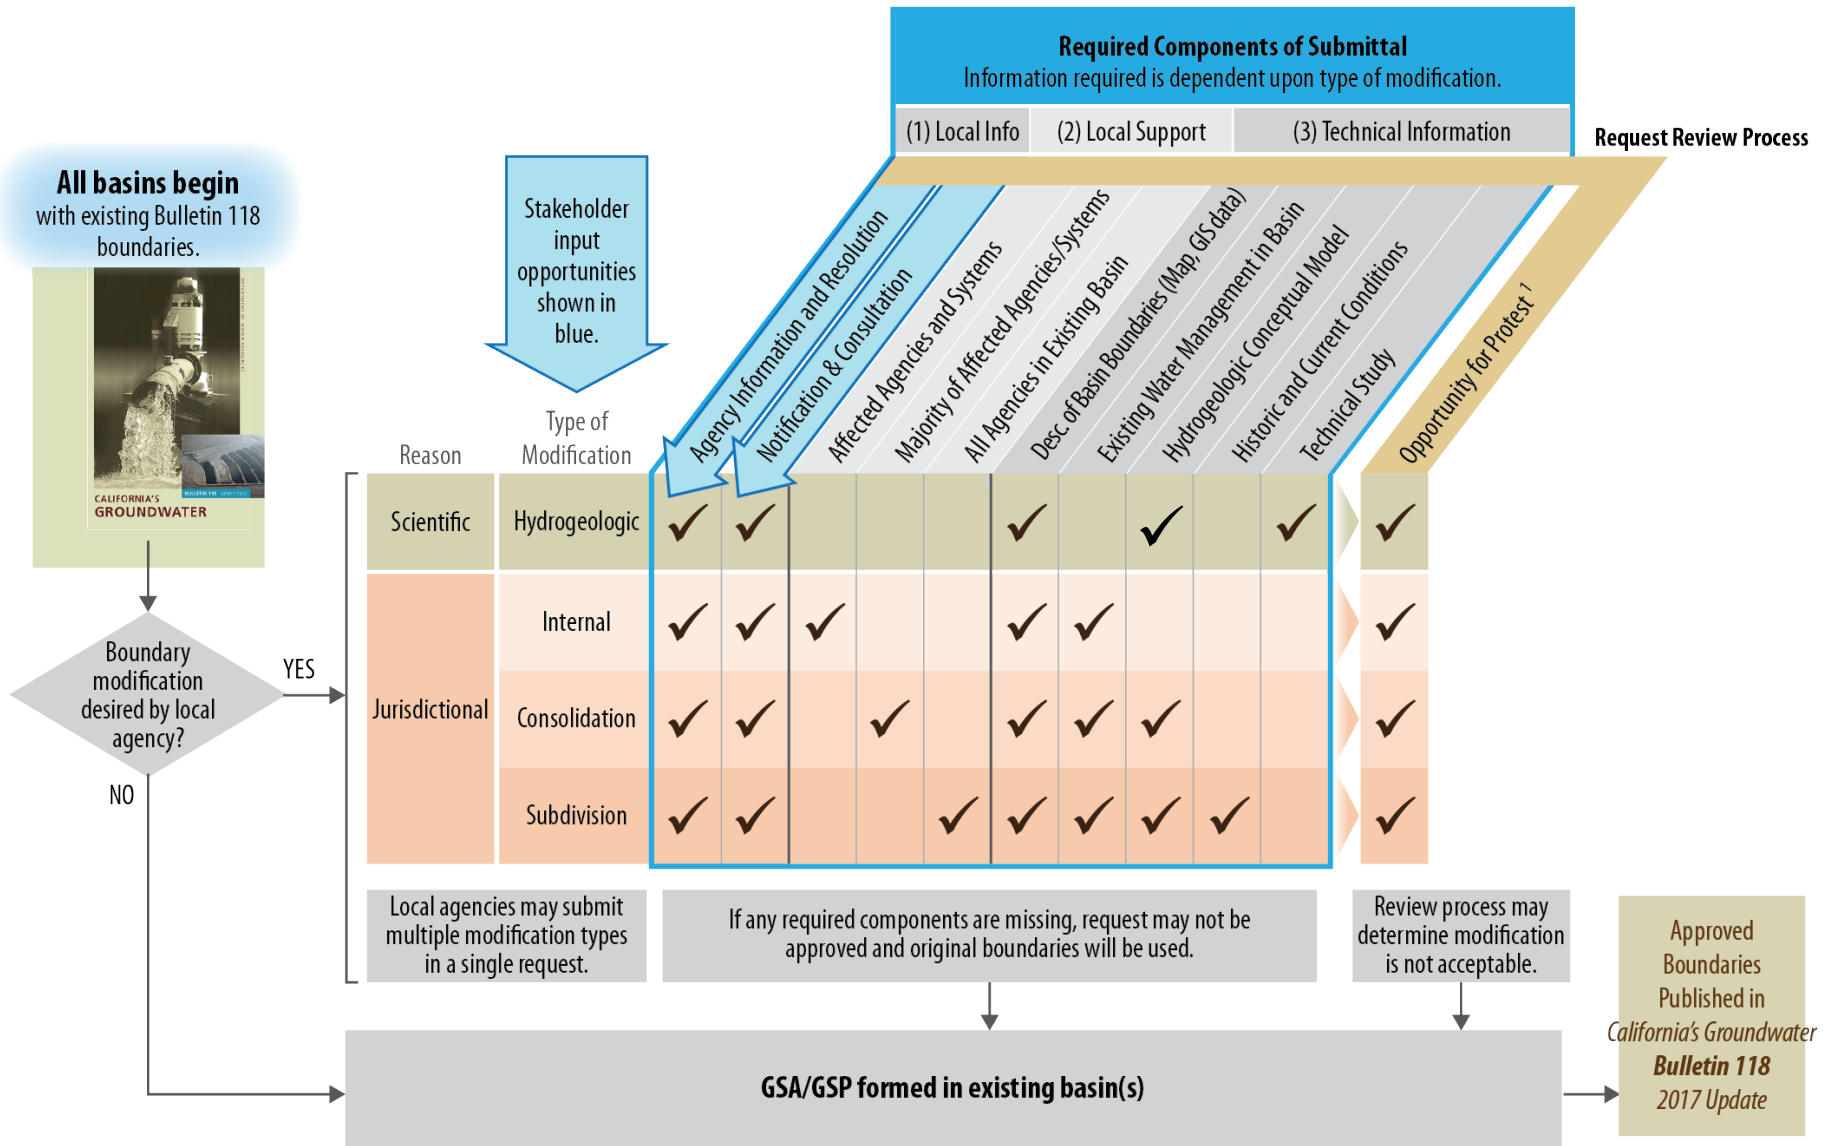 Required Components of Submittal
Information required is dependent upon type of modification.
(1) Local Info
(2) Local Support
(3) Technical Information
Request Review Process
All basins begin
with existing Bulletin 118
boundaries.
CALIFORNIA'S
GROUNDWATER
Stakeholder
input
opportunities
shown in
blue.
Agency Information and Resolution
Notification & Consultation
Affected Agencies and Systems
Majority of Affected Agencies/Systems
All Agencies in Existing Basin
Desc. of Basin Boundaries (Map, GIS data)
Existing Water Management in Basin
Hydrogeologic Conceptual Model
Historic and Current Conditions
Technical Study
Opportunity for Protest 1
Reason
Type of
Modification
Scientific
Hydrogeologic
Jurisdictional
Internal
Consolidation
Subdivision
Boundary
modification
desired by local
agency?
YES
NO
Local agencies may submit
multiple modification types
in a single request.
If any required components are missing, request may not be
approved and original boundaries will be used.
Review process may
determine modification
is not acceptable.
GSA/GSP formed in existing basin(s)
Approved
Boundaries
Published in
California's Groundwater
Bulletin 118
2017 Update